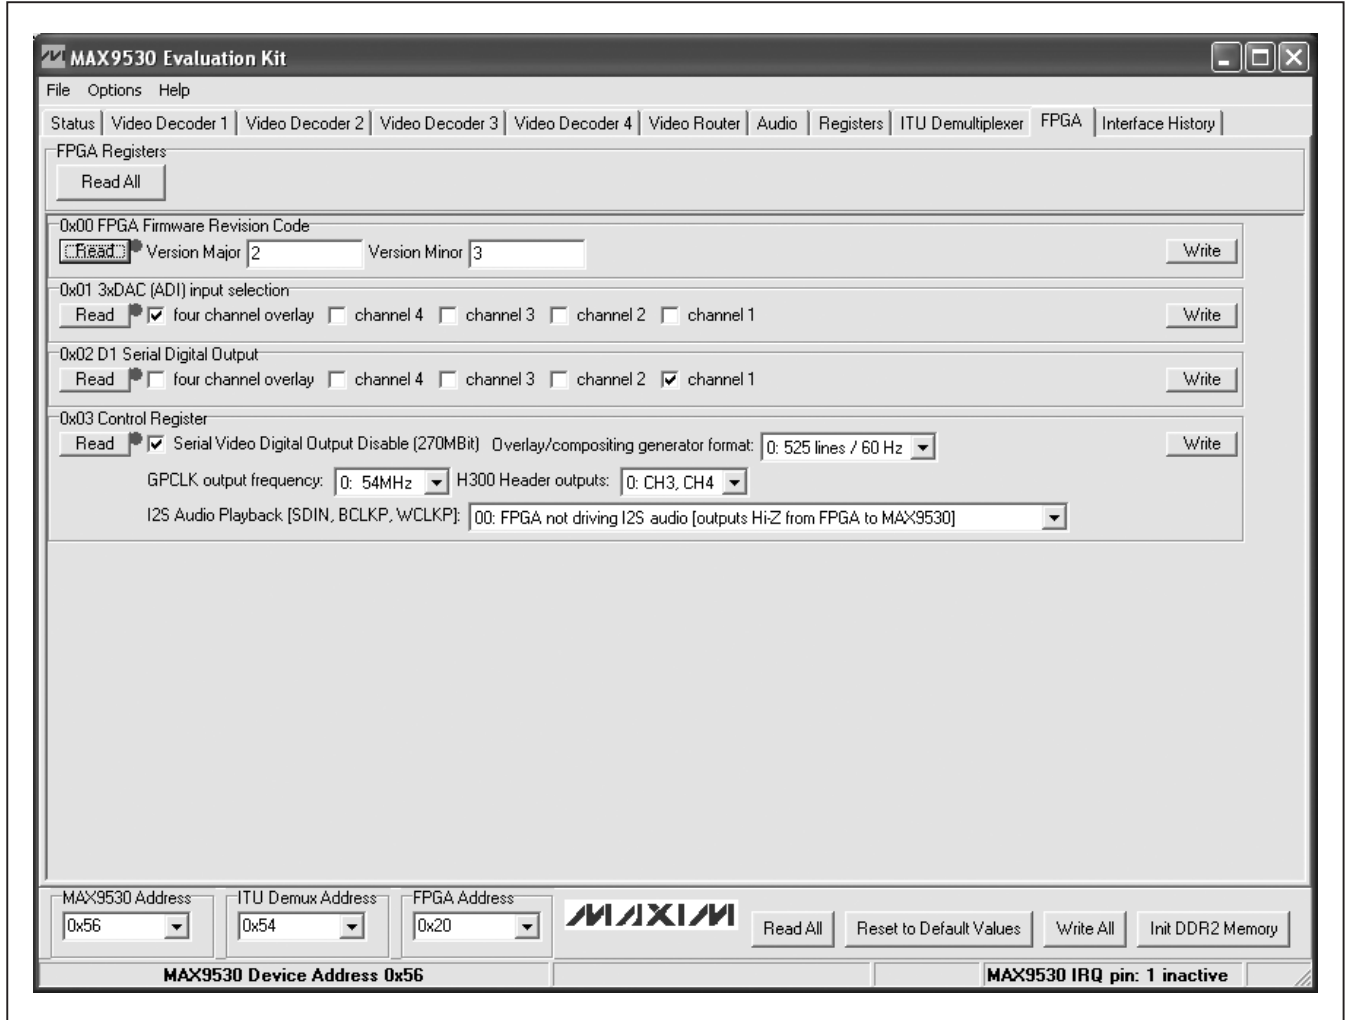 MAX9530 Evaluation Kit
File Options Help
Status Video Decoder 1 Video Decoder 2 Video Decoder 3 Video Decoder 4 Video Router Audio Registers ITU Demultiplexer FPGA Interface History
FPGA Registers
Read All
0x00 FPGA Firmware Revision Code
Read Version Major 2 Version Minor 3 Write
0x01 3xDAC (ADI) input selection
Read four channel overlay channel 4 channel 3 channel 2 channel 1 Write
0x02 D1 Serial Digital Output
Read four channel overlay channel 4 channel 3 channel 2 channel 1 Write
0x03 Control Register
Read Serial Video Digital Output Disable (270MBit) Overlay/compositing generator format: 0: 525 lines / 60 Hz Write
GPCLK output frequency: 0: 54MHz H300 Header outputs: 0: CH3, CH4
I2S Audio Playback [SDIN, BCLKP, WCLKP]: 00: FPGA not driving I2S audio [outputs Hi-Z from FPGA to MAX9530]
MAX9530 Address ITU Demux Address FPGA Address
0x56 0x54 0x20 MAXIM Read All Reset to Default Values Write All Init DDR2 Memory
MAX9530 Device Address 0x56 MAX9530 IRQ pin: 1 inactive